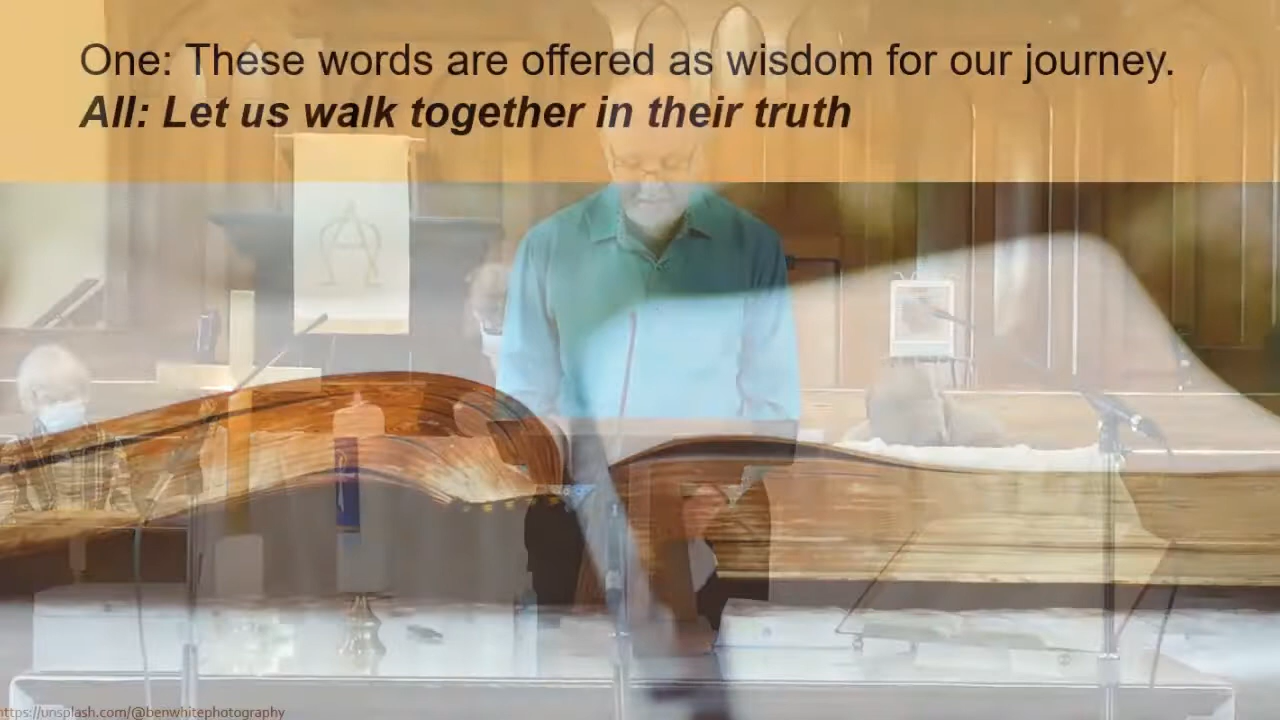 One: These words are offered as wisdom for our journey.
All: Let us walk together in their truth
https://unsplash.com/@benwhitephotography